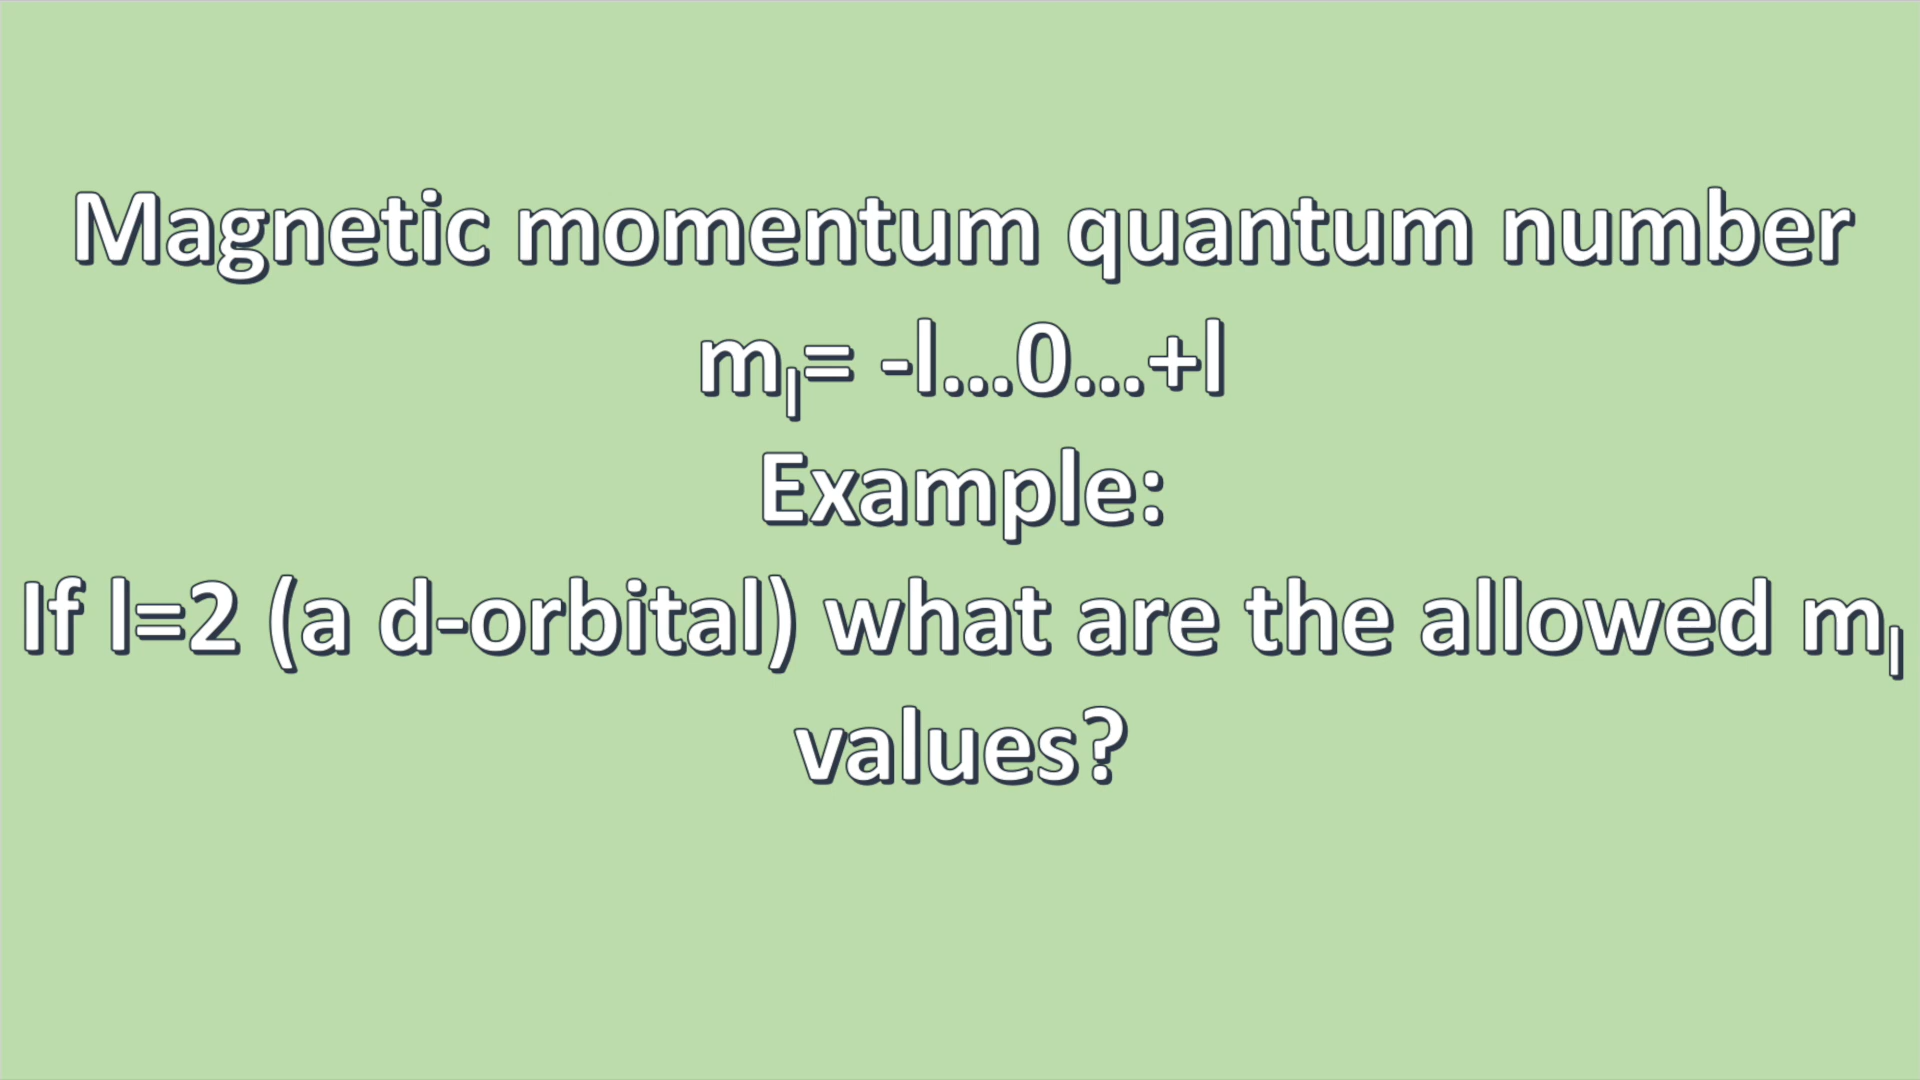 Magnetic momentum quantum number
mₗ= -l...0...+l
Example:
If l=2 (a d-orbital) what are the allowed mₗ
values?